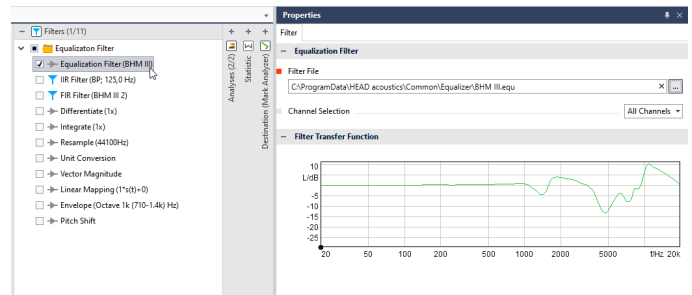 Filters (1/11)
Equalizaton Filter
Equalization Filter (BHM III)
IIR Filter (BP; 125,0 Hz)
FIR Filter (BHM III 2)
Differentiate (1x)
Integrate (1x)
Resample (44100Hz)
Unit Conversion
Vector Magnitude
Linear Mapping (1*s(t)+0)
Envelope (Octave 1k (710-1.4k) Hz)
Pitch Shift
Analyses (2/2)
Statistic
Destination (Mark Analyzer)
Properties
Filter
Equalization Filter
Filter File
C:\ProgramData\HEAD acoustics\Common\Equalizer\BHM III.equ
...
Channel Selection
All Channels
Filter Transfer Function
10
L/dB
-5
-10
-15
-20
-25
20 50 100 200 500 1000 2000 5000 f/Hz 20k